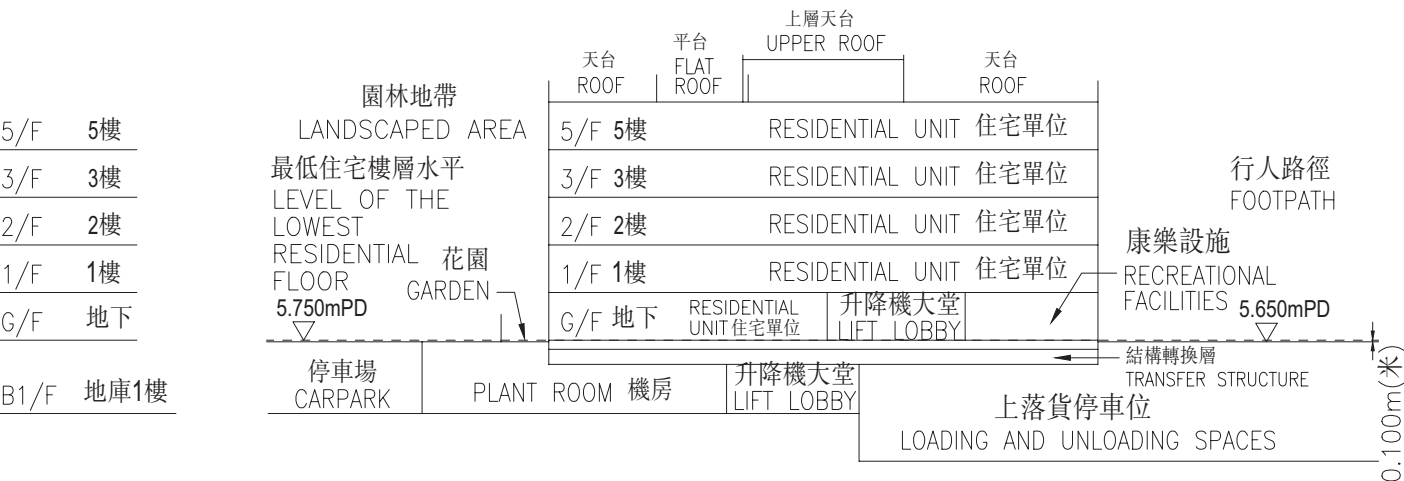 上層天台
UPPER ROOF
平台
FLAT
ROOF
天台
ROOF
天台
ROOF
園林地帶
LANDSCAPED AREA
5/F 5樓
5/F 5樓 RESIDENTIAL UNIT 住宅單位
3/F 3樓
最低住宅樓層水平
LEVEL OF THE
LOWEST
RESIDENTIAL
FLOOR
5.750mPD
3/F 3樓 RESIDENTIAL UNIT 住宅單位
行人路徑
FOOTPATH
2/F 2樓
2/F 2樓 RESIDENTIAL UNIT 住宅單位
1/F 1樓
花園
GARDEN
1/F 1樓 RESIDENTIAL UNIT 住宅單位
康樂設施
RECREATIONAL
FACILITIES
5.650mPD
G/F 地下
G/F 地下
RESIDENTIAL
UNIT住宅單位
升降機大堂
LIFT LOBBY
結構轉換層
TRANSFER STRUCTURE
B1/F 地庫1樓
停車場
CARPARK
PLANT ROOM 機房
升降機大堂
LIFT LOBBY
上落貨停車位
LOADING AND UNLOADING SPACES
0.100m(米)